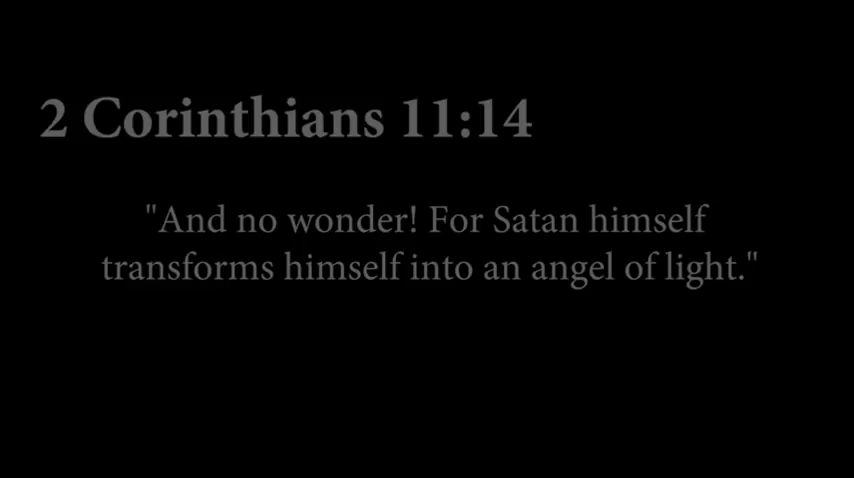 2 Corinthians 11:14
"And no wonder! For Satan himself
transforms himself into an angel of light."